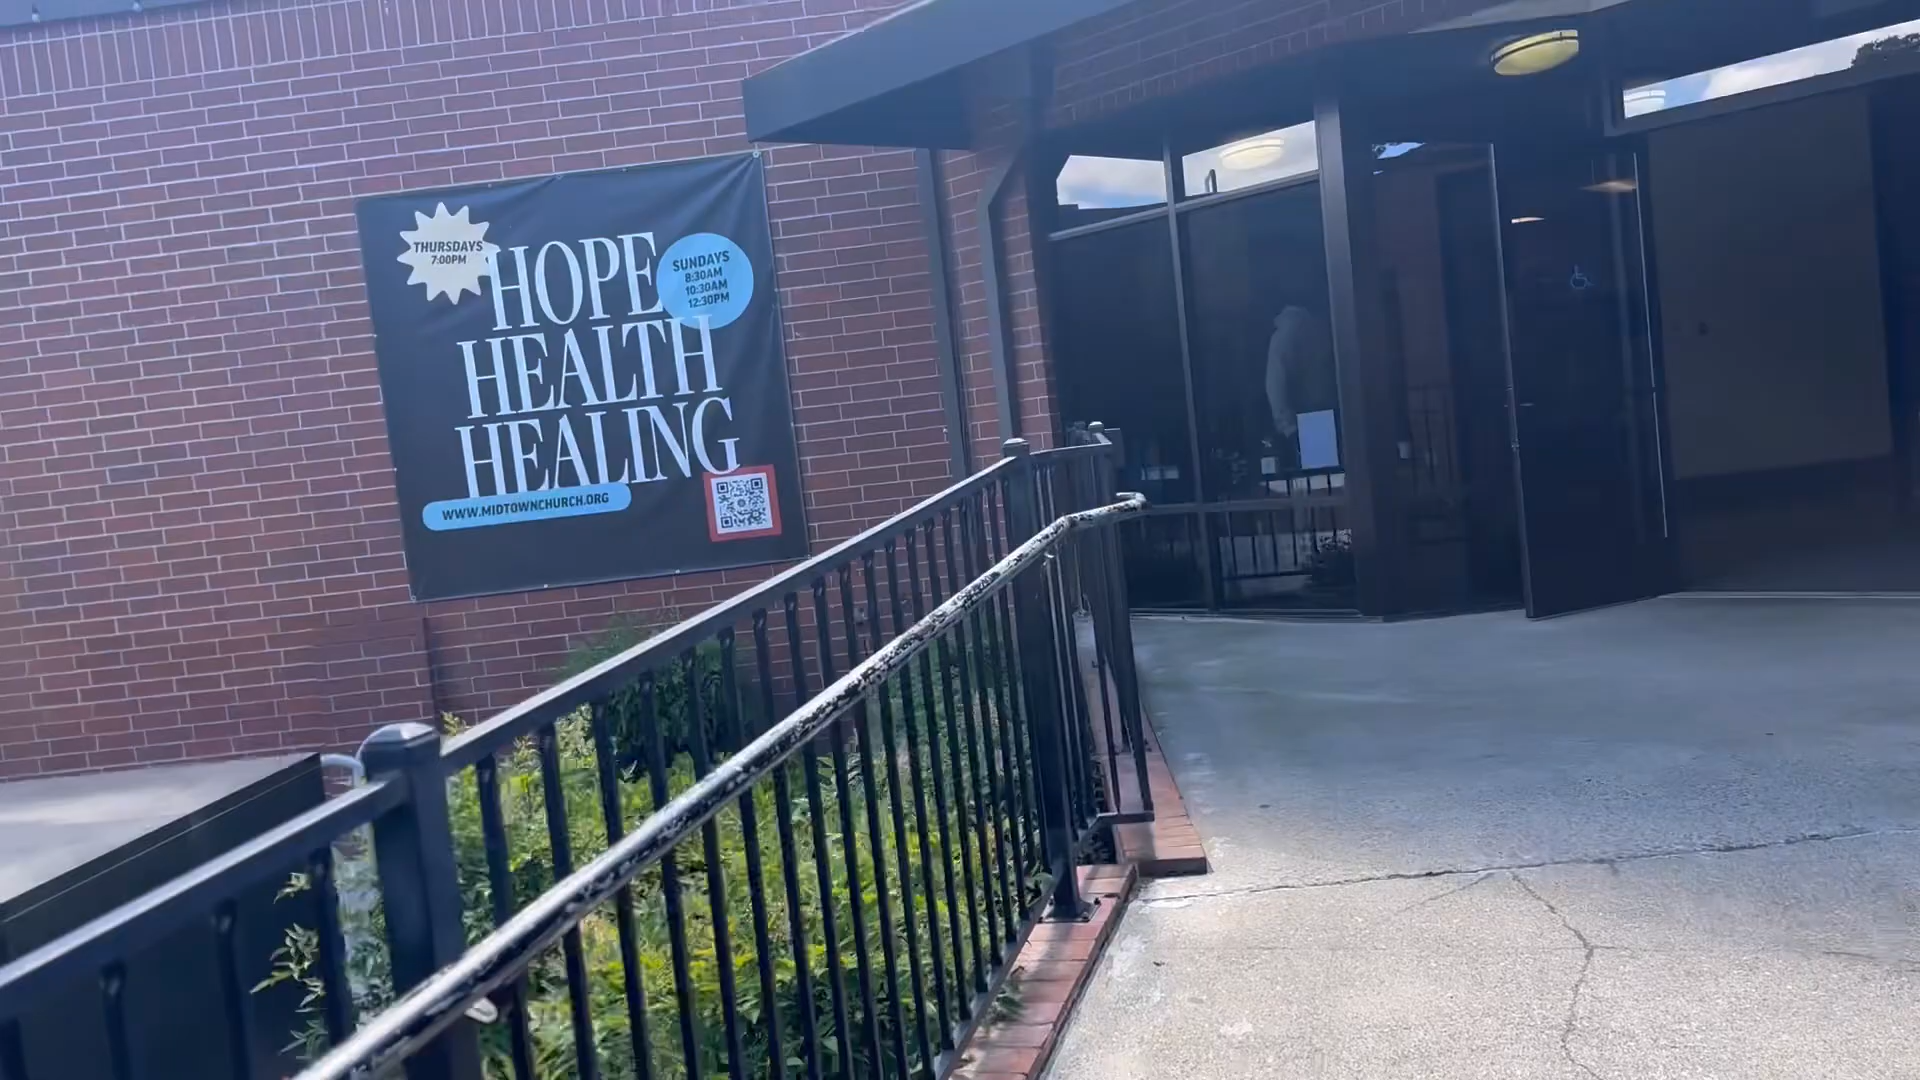 THURSDAYS
7:00PM
HOPE
SUNDAYS
8:30AM
10:30AM
12:30PM
HEALTH
HEALING
WWW.MIDTOWNCHURCH.ORG